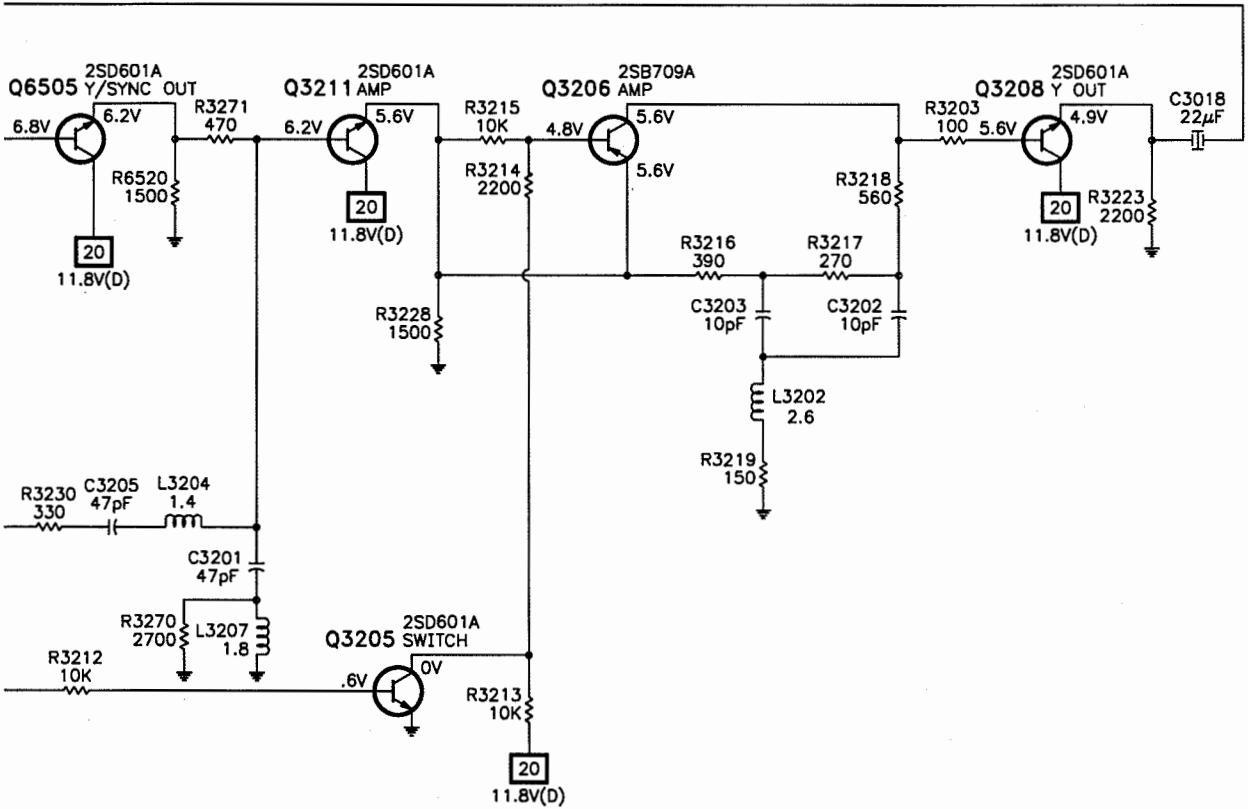 2SD601A
Q6505 Y/SYNC OUT
6.2V
6.8V
R3271
470
R6520
1500
20
11.8V(D)
2SD601A
Q3211 AMP
5.6V
6.2V
20
11.8V(D)
R3215
10K
R3214
2200
R3228
1500
2SB709A
Q3206 AMP
5.6V
4.8V
5.6V
R3216
390
R3217
270
R3218
560
C3203
10pF
C3202
10pF
L3202
2.6
R3219
150
R3203
100
2SD601A
Q3208 Y OUT
4.9V
5.6V
20
11.8V(D)
R3223
2200
C3018
22µF
R3230
330
C3205
47pF
L3204
1.4
C3201
47pF
R3270
2700
L3207
1.8
R3212
10K
2SD601A
Q3205 SWITCH
0V
.6V
R3213
10K
20
11.8V(D)